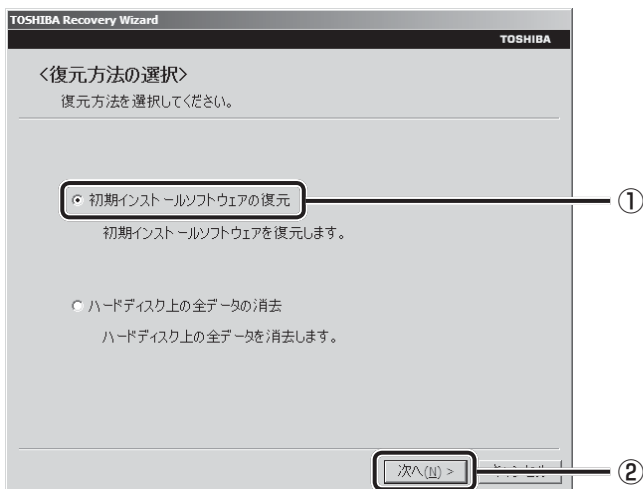 TOSHIBA Recovery Wizard
TOSHIBA
<復元方法の選択>
復元方法を選択してください。
初期インストールソフトウェアの復元
①
初期インストールソフトウェアを復元します。
ハードディスク上の全データの消去
ハードディスク上の全データを消去します。
次へ(N) >
②